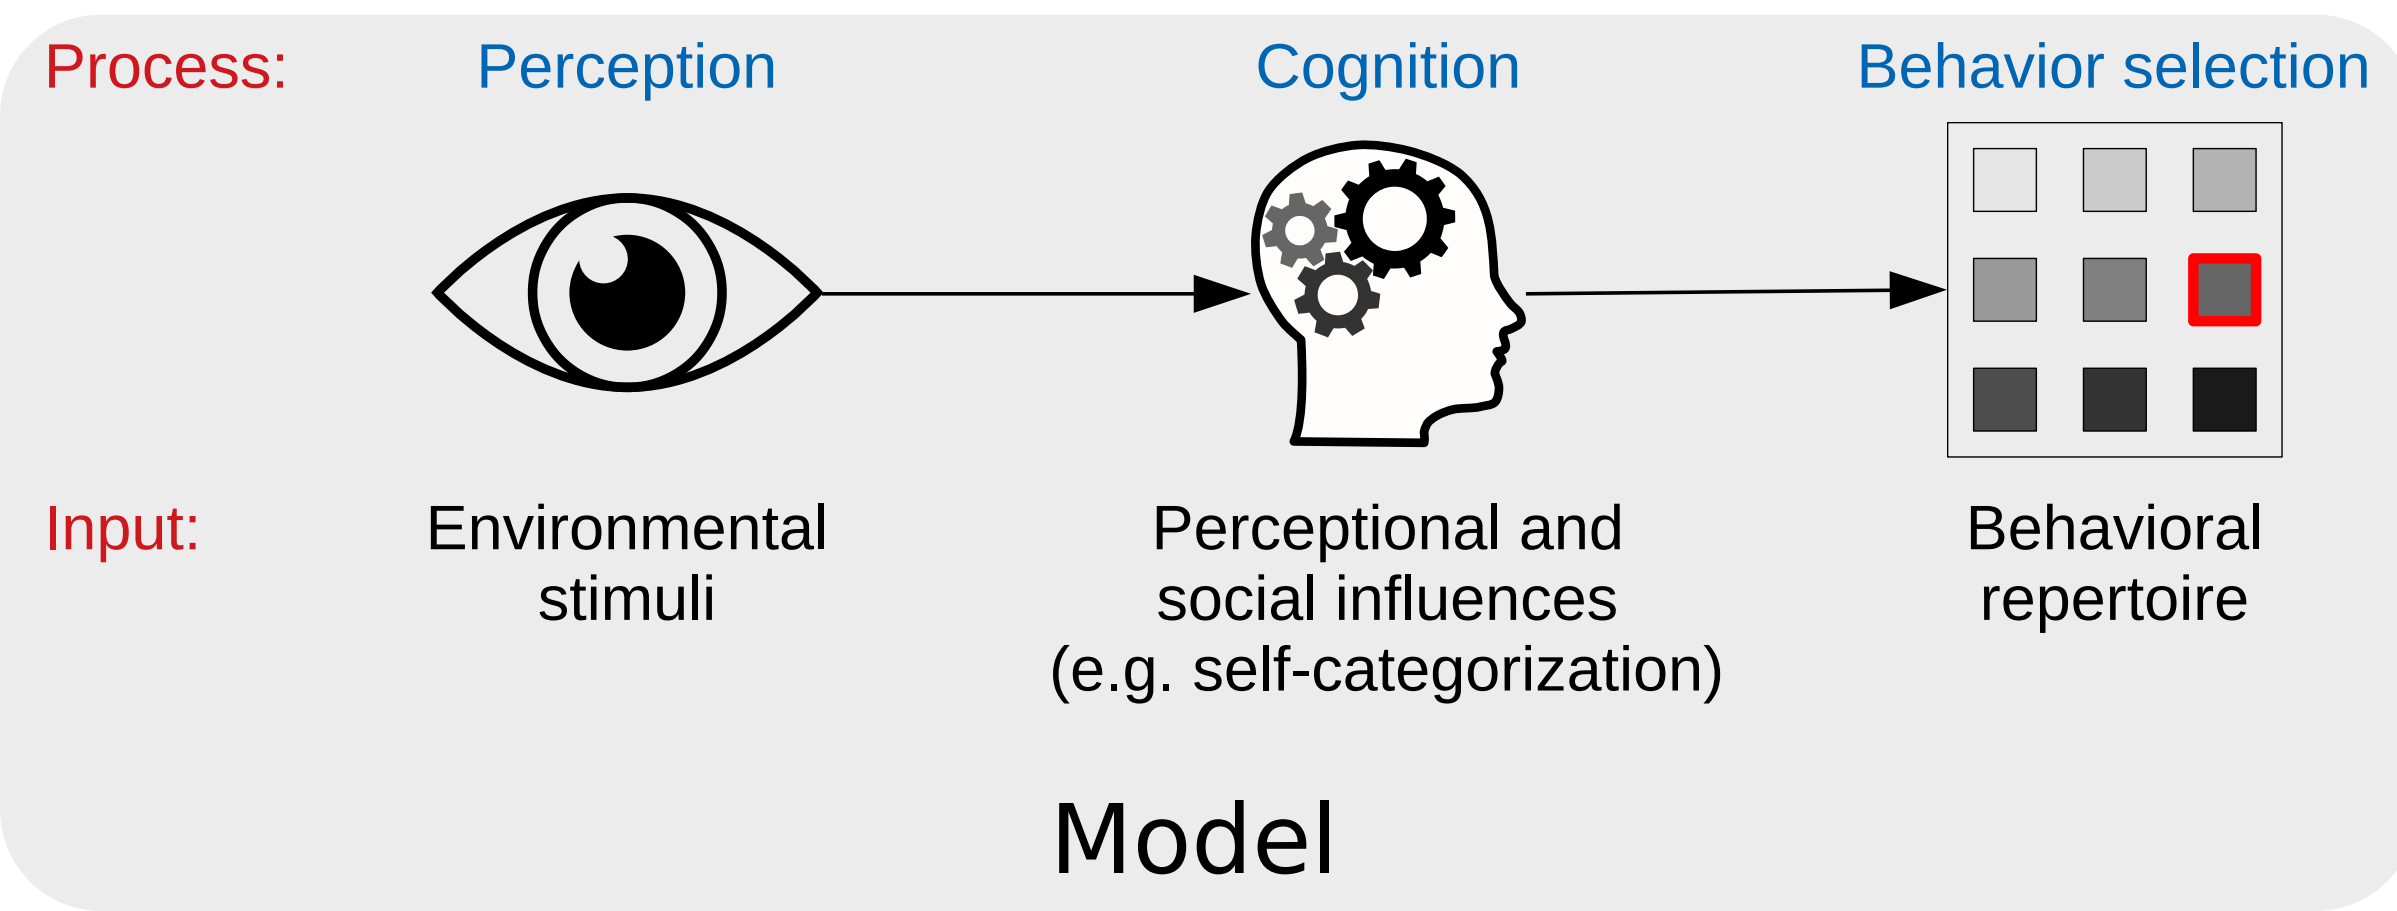 Process: Perception Cognition Behavior selection
Input: Environmental stimuli
Perceptional and
social influences
(e.g. self-categorization)
Behavioral
repertoire
Model